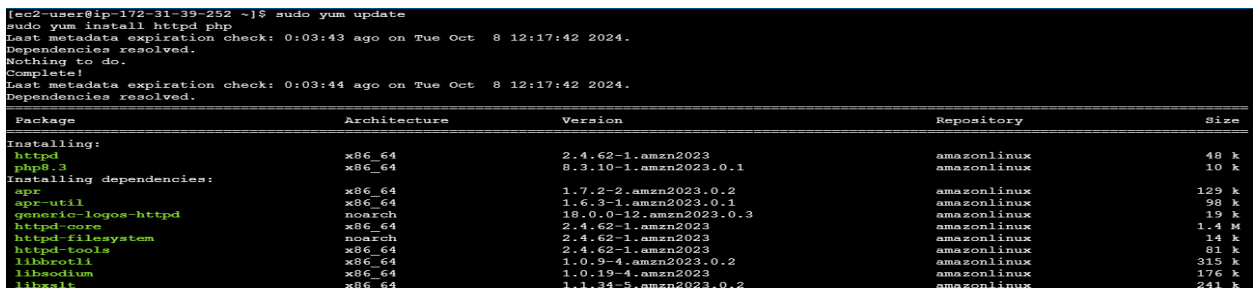 [ec2-user@ip-172-31-39-252 ~]$ sudo yum update
sudo yum install httpd php
Last metadata expiration check: 0:03:43 ago on Tue Oct  8 12:17:42 2024.
Dependencies resolved.
Nothing to do.
Complete!
Last metadata expiration check: 0:03:44 ago on Tue Oct  8 12:17:42 2024.
Dependencies resolved.
Package Architecture Version Repository Size
Installing:
httpd x86_64 2.4.62-1.amzn2023 amazonlinux 48 k
php8.3 x86_64 8.3.10-1.amzn2023.0.1 amazonlinux 10 k
Installing dependencies:
apr x86_64 1.7.2-2.amzn2023.0.2 amazonlinux 129 k
apr-util x86_64 1.6.3-1.amzn2023.0.1 amazonlinux 98 k
generic-logos-httpd noarch 18.0.0-12.amzn2023.0.3 amazonlinux 19 k
httpd-core x86_64 2.4.62-1.amzn2023 amazonlinux 1.4 M
httpd-filesystem noarch 2.4.62-1.amzn2023 amazonlinux 14 k
httpd-tools x86_64 2.4.62-1.amzn2023 amazonlinux 81 k
libbrotli x86_64 1.0.9-4.amzn2023.0.2 amazonlinux 315 k
libsodium x86_64 1.0.19-4.amzn2023 amazonlinux 176 k
libxslt x86_64 1.1.34-5.amzn2023.0.2 amazonlinux 241 k